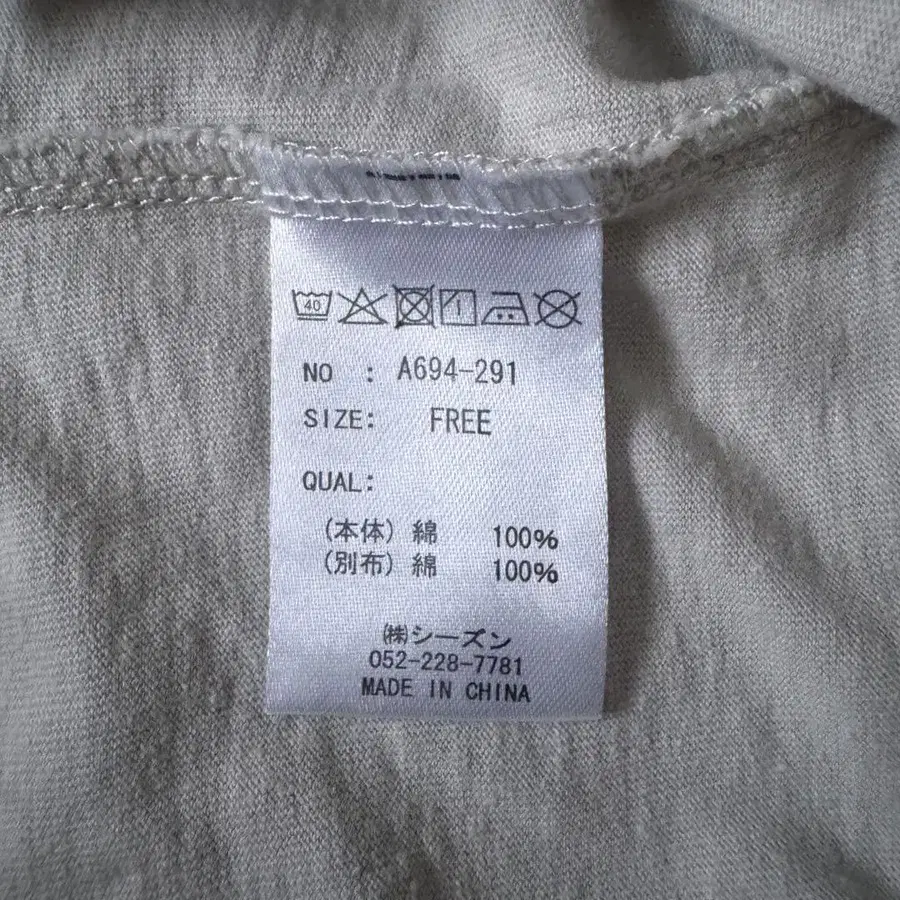 40
NO : A694-291
SIZE: FREE
QUAL:
(本体) 綿 100%
(別布) 綿 100%
㈱シーズン
052-228-7781
MADE IN CHINA